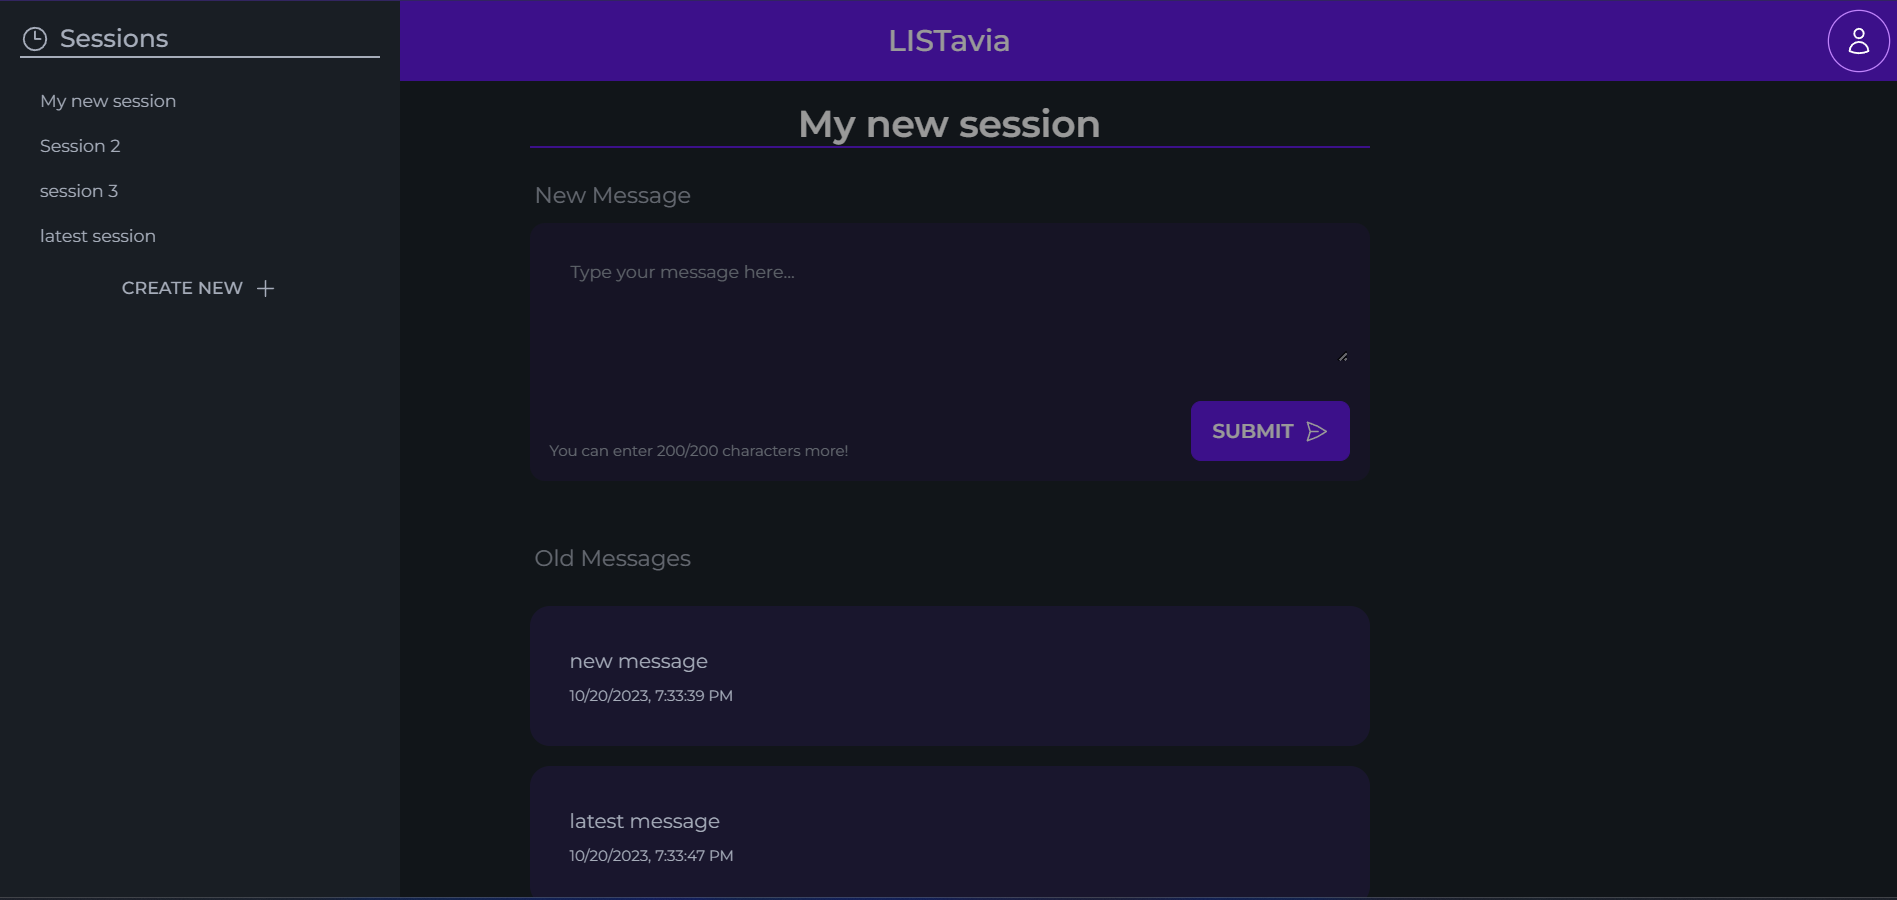 Sessions
My new session
Session 2
session 3
latest session
CREATE NEW
LISTavia
My new session
New Message
Type your message here...
You can enter 200/200 characters more!
SUBMIT
Old Messages
new message
10/20/2023, 7:33:39 PM
latest message
10/20/2023, 7:33:47 PM